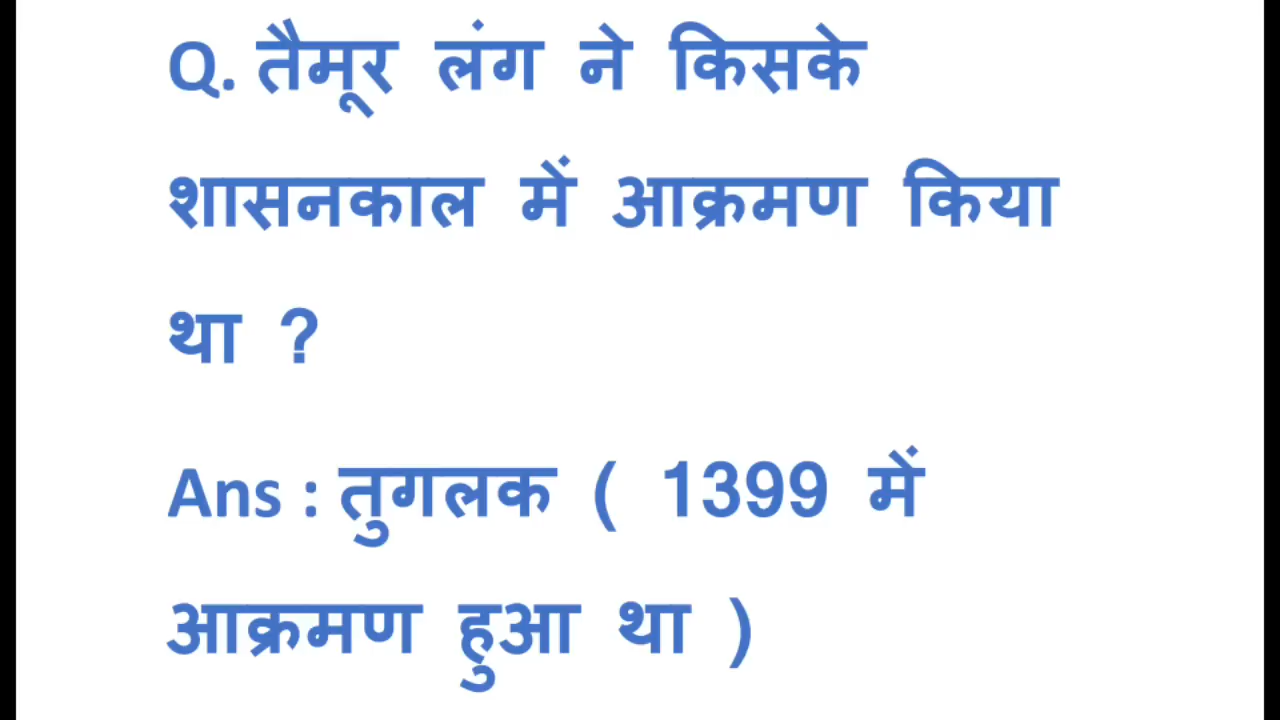 Q. तैमूर लंग ने किसके
शासनकाल में आक्रमण किया
था ?
Ans : तुगलक ( 1399 में
आक्रमण हुआ था )